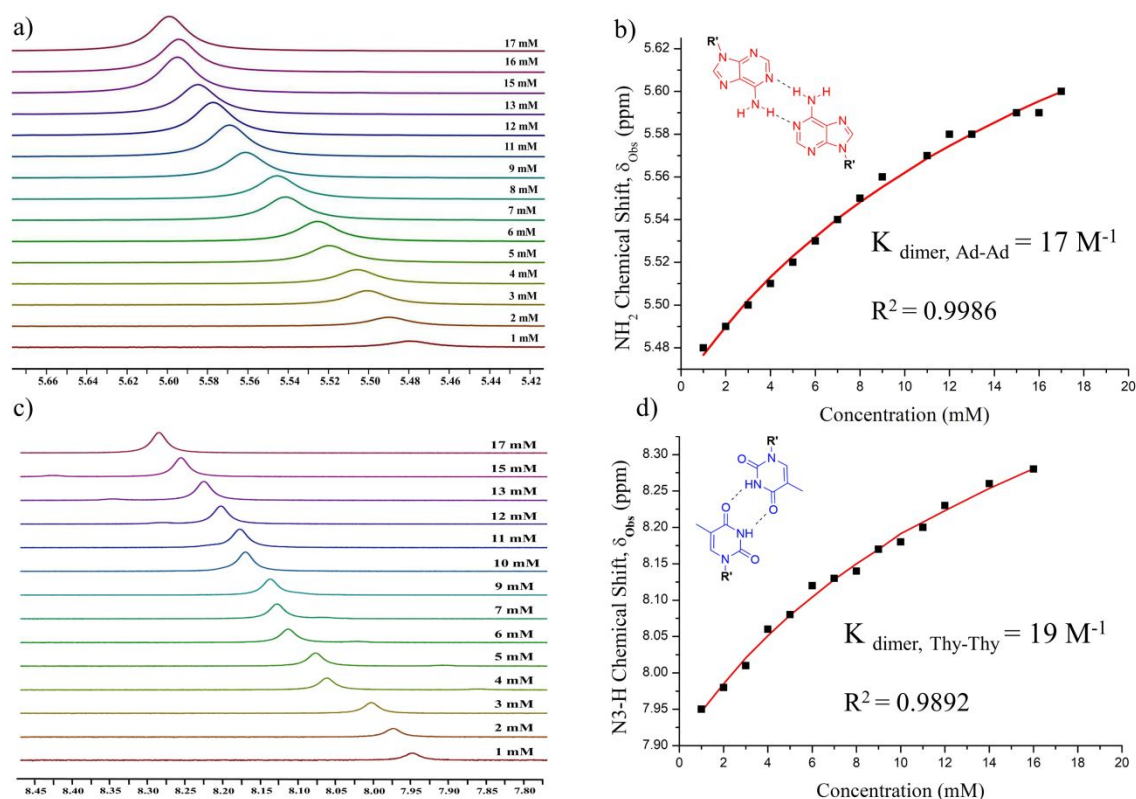 a)
17 mM
16 mM
15 mM
13 mM
12 mM
11 mM
9 mM
8 mM
7 mM
6 mM
5 mM
4 mM
3 mM
2 mM
1 mM
5.66 5.64 5.62 5.60 5.58 5.56 5.54 5.52 5.50 5.48 5.46 5.44 5.42
b)
NH2 Chemical Shift, δObs (ppm)
5.62
5.60
5.58
5.56
5.54
5.52
5.50
5.48
R'
N
N
N
N
N
H
H
H
H
N
N
N
N
N
R'
K dimer, Ad-Ad = 17 M-1
R2 = 0.9986
0 2 4 6 8 10 12 14 16 18
Concentration (mM)
c)
17 mM
15 mM
13 mM
12 mM
11 mM
10 mM
9 mM
7 mM
6 mM
5 mM
4 mM
3 mM
2 mM
1 mM
8.45 8.40 8.35 8.30 8.25 8.20 8.15 8.10 8.05 8.00 7.95 7.90 7.85 7.80
d)
N3-H Chemical Shift, δObs (ppm)
8.30
8.25
8.20
8.15
8.10
8.05
8.00
7.95
7.90
R'
O
N
HN
O
O
NH
N
O
R'
K dimer, Thy-Thy = 19 M-1
R2 = 0.9892
0 2 4 6 8 10 12 14 16 18 20
Concentration (mM)